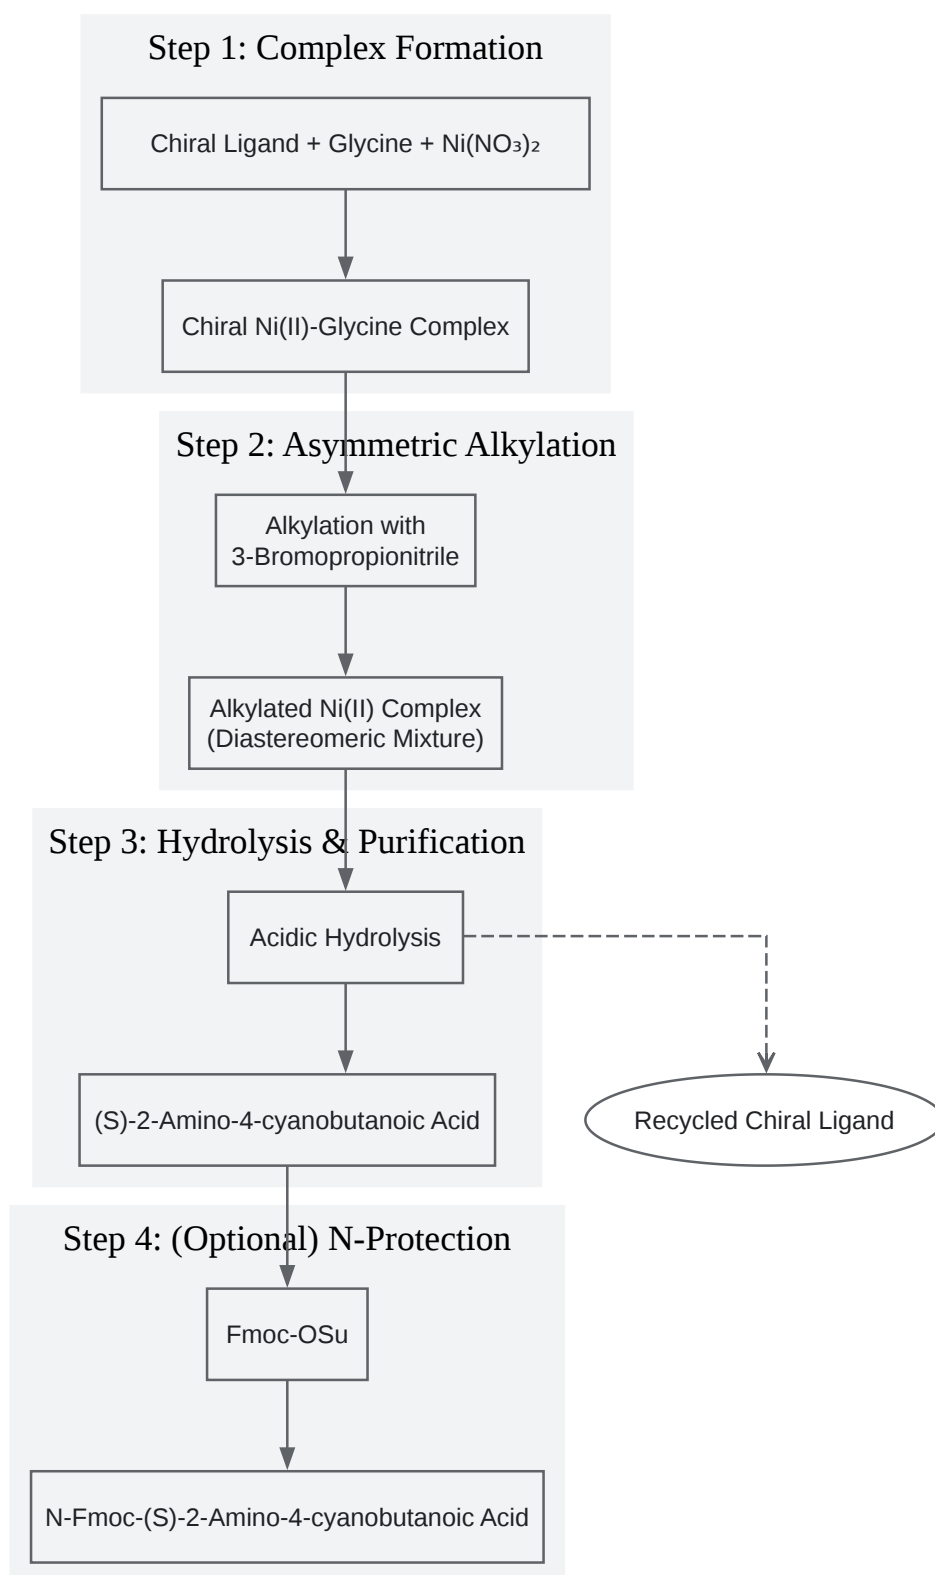 Step 1: Complex Formation
Chiral Ligand + Glycine + Ni(NO₃)₂
Chiral Ni(II)-Glycine Complex
Step 2: Asymmetric Alkylation
Alkylation with
3-Bromopropionitrile
Alkylated Ni(II) Complex
(Diastereomeric Mixture)
Step 3: Hydrolysis & Purification
Acidic Hydrolysis
(S)-2-Amino-4-cyanobutanoic Acid
Recycled Chiral Ligand
Step 4: (Optional) N-Protection
Fmoc-OSu
N-Fmoc-(S)-2-Amino-4-cyanobutanoic Acid